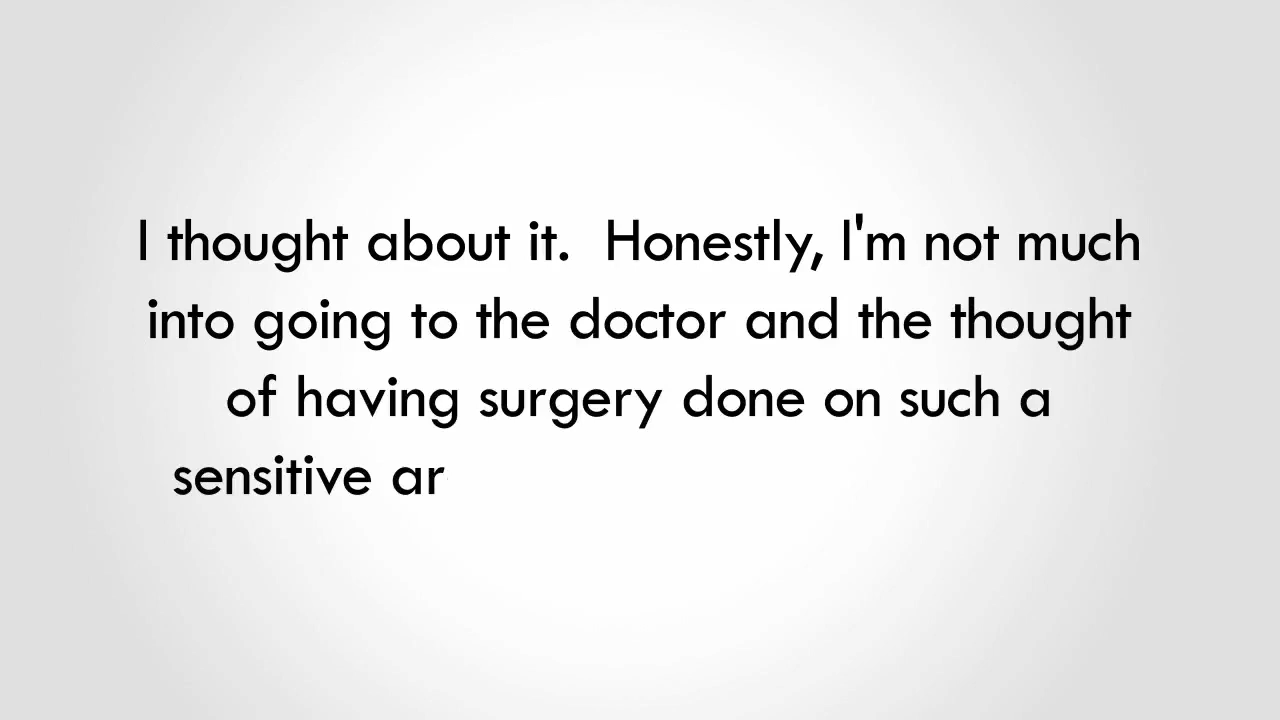 I thought about it.  Honestly, I'm not much
into going to the doctor and the thought
of having surgery done on such a
sensitive ar